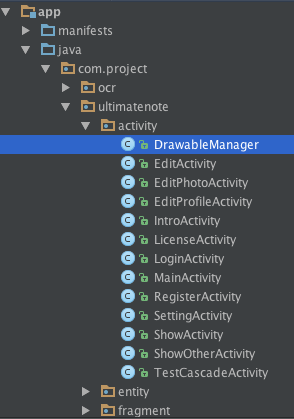 app
manifests
java
com.project
ocr
ultimatenote
activity
DrawableManager
EditActivity
EditPhotoActivity
EditProfileActivity
IntroActivity
LicenseActivity
LoginActivity
MainActivity
RegisterActivity
SettingActivity
ShowActivity
ShowOtherActivity
TestCascadeActivity
entity
fragment